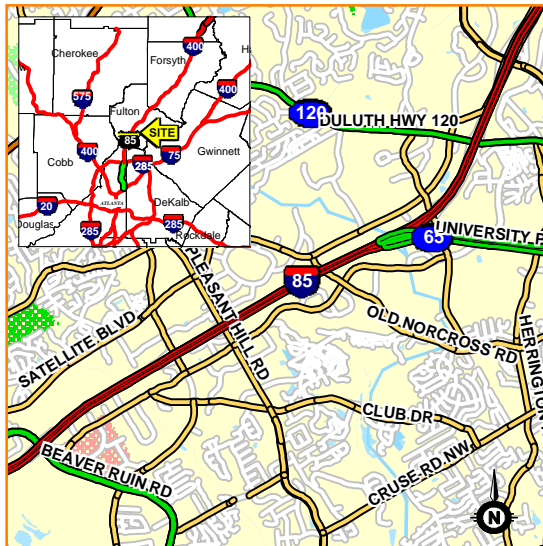 400
Cherokee
Forsyth
Ha
575
400
Fulton
85
SITE
Cobb
400
285
75
Gwinnett
ATLANTA
20
DeKalb
Douglas
285
285
Rockdale
120
DULUTH HWY 120
65
UNIVERSITY P
85
PLEASANT HILL RD
SATELLITE BLVD
OLD NORCROSS RD
HERRINGTON
CLUB DR
BEAVER RUIN RD
CRUSE RD NW
N